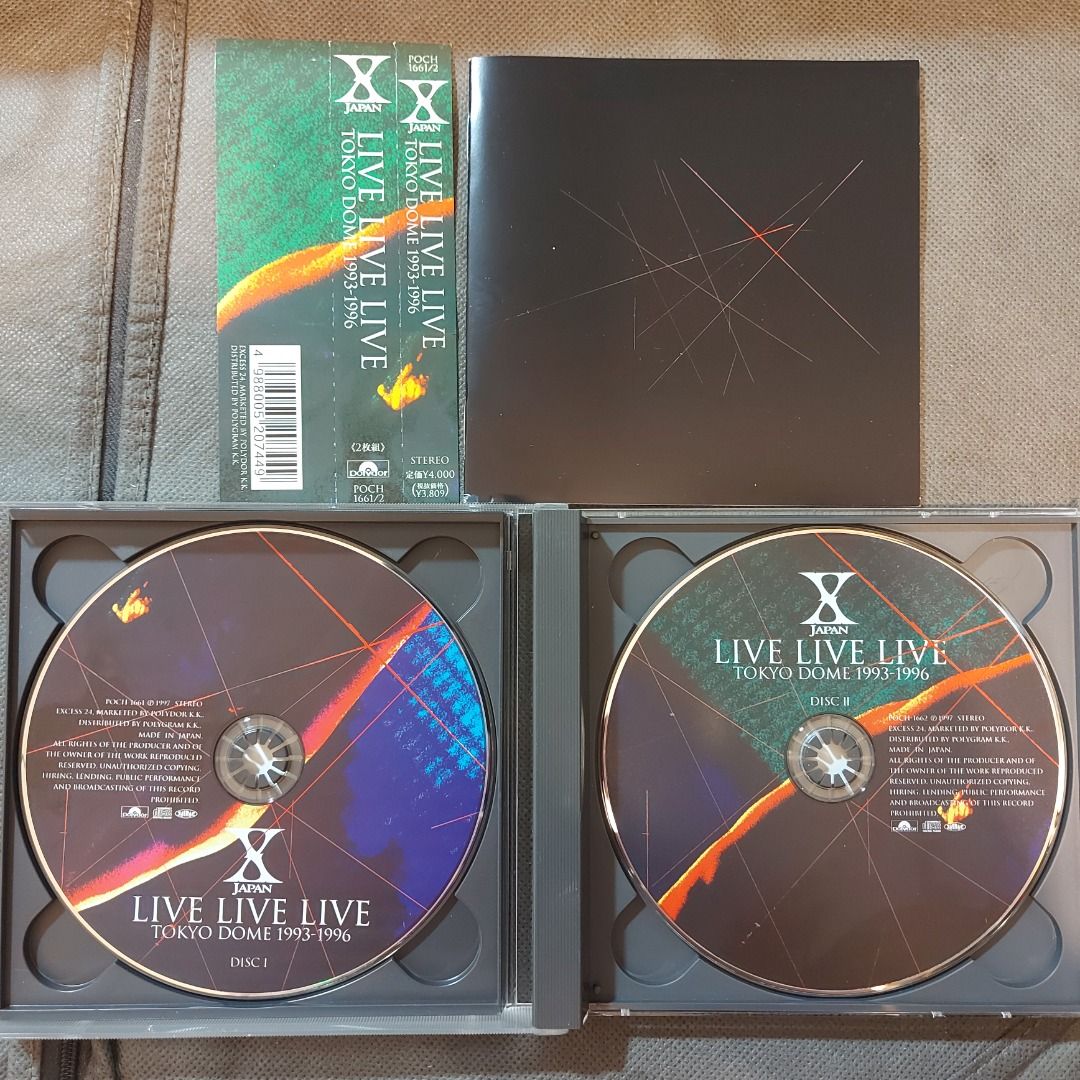 X
JAPAN
LIVE LIVE LIVE
TOKYO DOME 1993-1996
《2枚組》
Polydor
POCH
1661/2
EXCESS 24, MARKETED BY POLYDOR K.K.
DISTRIBUTED BY POLYGRAM K.K.
4 988005 207449
POCH
1661/2
X
JAPAN
LIVE LIVE LIVE
TOKYO DOME 1993-1996
STEREO
定価¥4,000
(税抜価格)
(¥3,809)
POCH-1661 ℗1997 STEREO
EXCESS 24, MARKETED BY POLYDOR K.K.
DISTRIBUTED BY POLYGRAM K.K.
MADE IN JAPAN.
ALL RIGHTS OF THE PRODUCER AND OF
THE OWNER OF THE WORK REPRODUCED
RESERVED. UNAUTHORIZED COPYING,
HIRING, LENDING, PUBLIC PERFORMANCE
AND BROADCASTING OF THIS RECORD
PROHIBITED.
Polydor
X
JAPAN
LIVE LIVE LIVE
TOKYO DOME 1993-1996
DISC I
X
JAPAN
LIVE LIVE LIVE
TOKYO DOME 1993-1996
DISC II
POCH-1662 ℗1997 STEREO
EXCESS 24, MARKETED BY POLYDOR K.K.
DISTRIBUTED BY POLYGRAM K.K.
MADE IN JAPAN.
ALL RIGHTS OF THE PRODUCER AND OF
THE OWNER OF THE WORK REPRODUCED
RESERVED. UNAUTHORIZED COPYING,
HIRING, LENDING, PUBLIC PERFORMANCE
AND BROADCASTING OF THIS RECORD
PROHIBITED.
Polydor